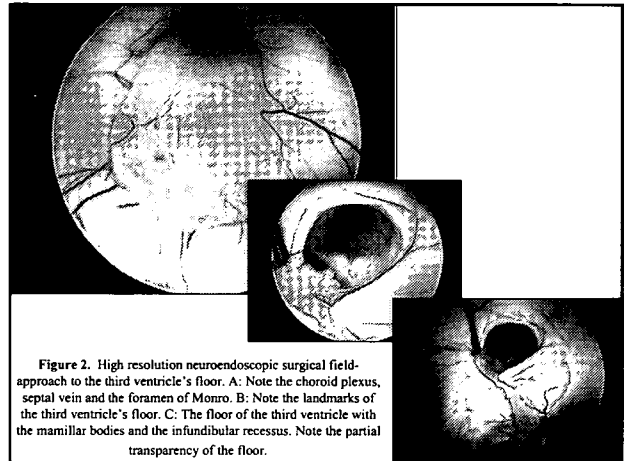 Figure 2. High resolution neuroendoscopic surgical field-
approach to the third ventricle's floor. A: Note the choroid plexus,
septal vein and the foramen of Monro. B: Note the landmarks of
the third ventricle's floor. C: The floor of the third ventricle with
the mamillar bodies and the infundibular recessus. Note the partial
transparency of the floor.